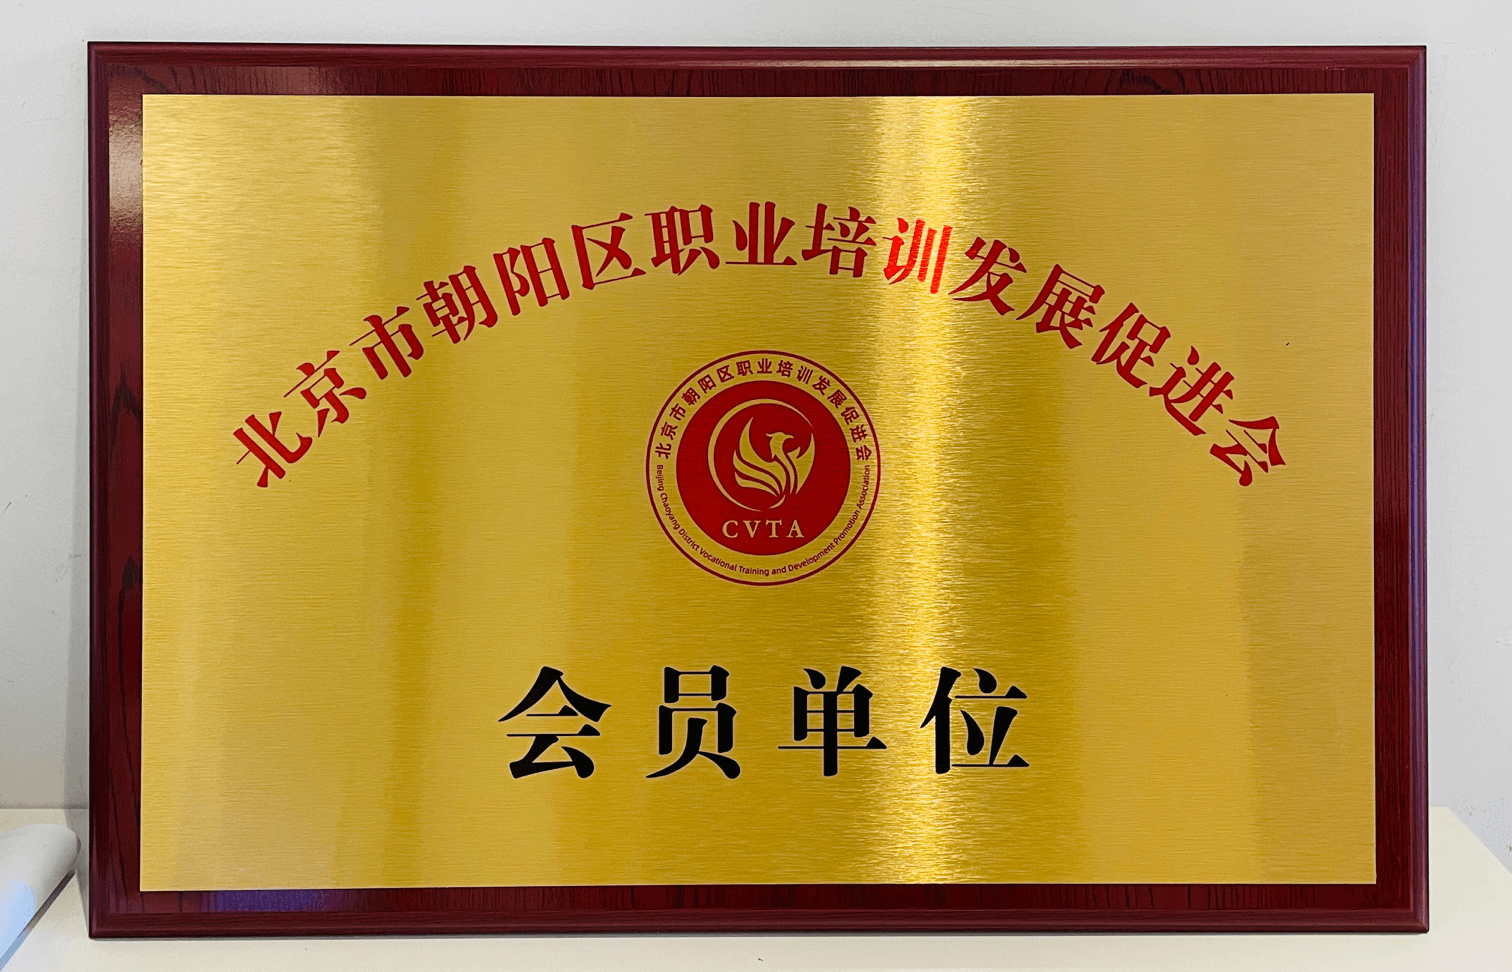 北京市朝阳区职业培训发展促进会
北京市朝阳区职业培训发展促进会
CVTA
Beijing Chaoyang District Vocational Training and Development Promotion Association
会员单位